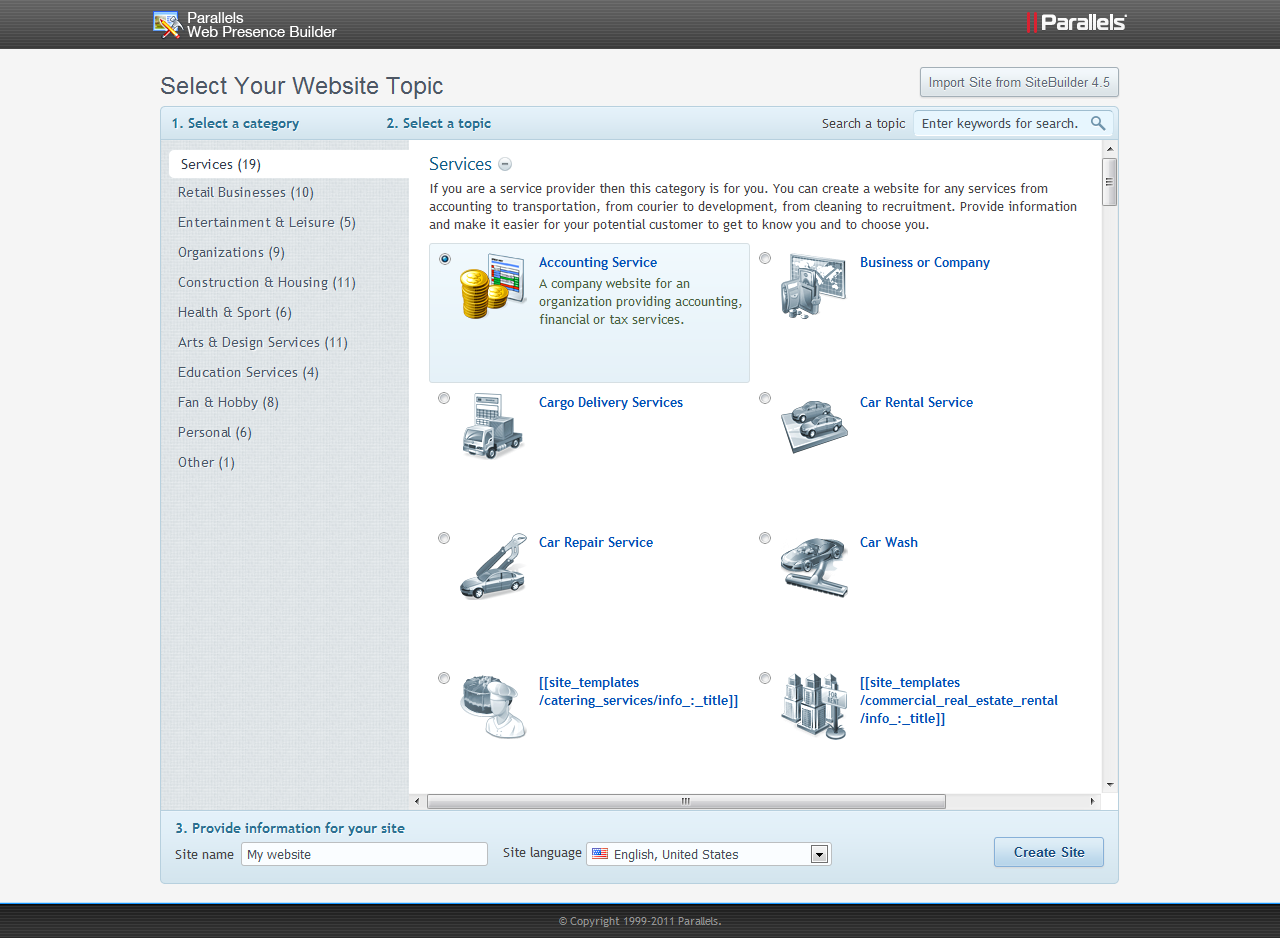 Parallels
Web Presence Builder
Parallels
Select Your Website Topic
Import Site from SiteBuilder 4.5
1. Select a category
2. Select a topic
Search a topic
Enter keywords for search.
Services (19)
Retail Businesses (10)
Entertainment & Leisure (5)
Organizations (9)
Construction & Housing (11)
Health & Sport (6)
Arts & Design Services (11)
Education Services (4)
Fan & Hobby (8)
Personal (6)
Other (1)
Services
If you are a service provider then this category is for you. You can create a website for any services from
accounting to transportation, from courier to development, from cleaning to recruitment. Provide information
and make it easier for your potential customer to get to know you and to choose you.
Accounting Service
A company website for an
organization providing accounting,
financial or tax services.
Business or Company
Cargo Delivery Services
Car Rental Service
Car Repair Service
Car Wash
[[site_templates
/catering_services/info_:_title]]
FOR
RENT
[[site_templates
/commercial_real_estate_rental
/info_:_title]]
3. Provide information for your site
Site name
My website
Site language
English, United States
Create Site
© Copyright 1999-2011 Parallels.